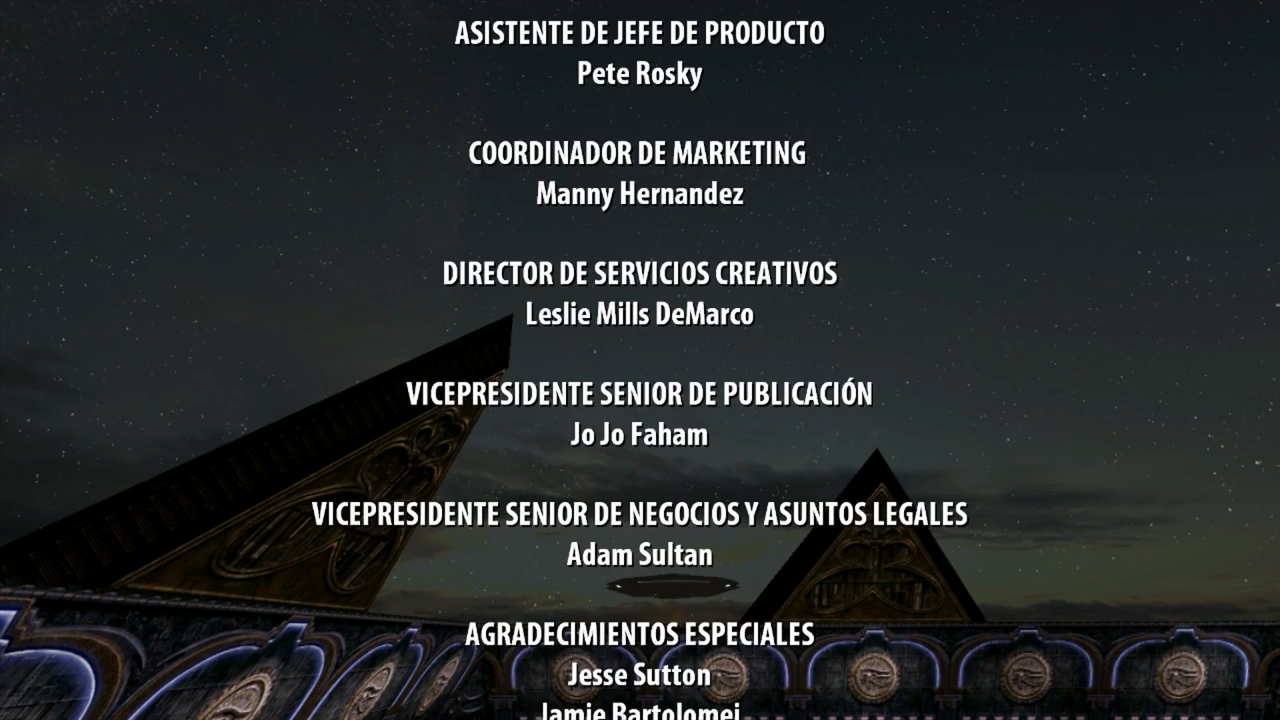 ASISTENTE DE JEFE DE PRODUCTO
Pete Rosky
COORDINADOR DE MARKETING
Manny Hernandez
DIRECTOR DE SERVICIOS CREATIVOS
Leslie Mills DeMarco
VICEPRESIDENTE SENIOR DE PUBLICACIÓN
Jo Jo Faham
VICEPRESIDENTE SENIOR DE NEGOCIOS Y ASUNTOS LEGALES
Adam Sultan
AGRADECIMIENTOS ESPECIALES
Jesse Sutton
Jamie Bartolomei